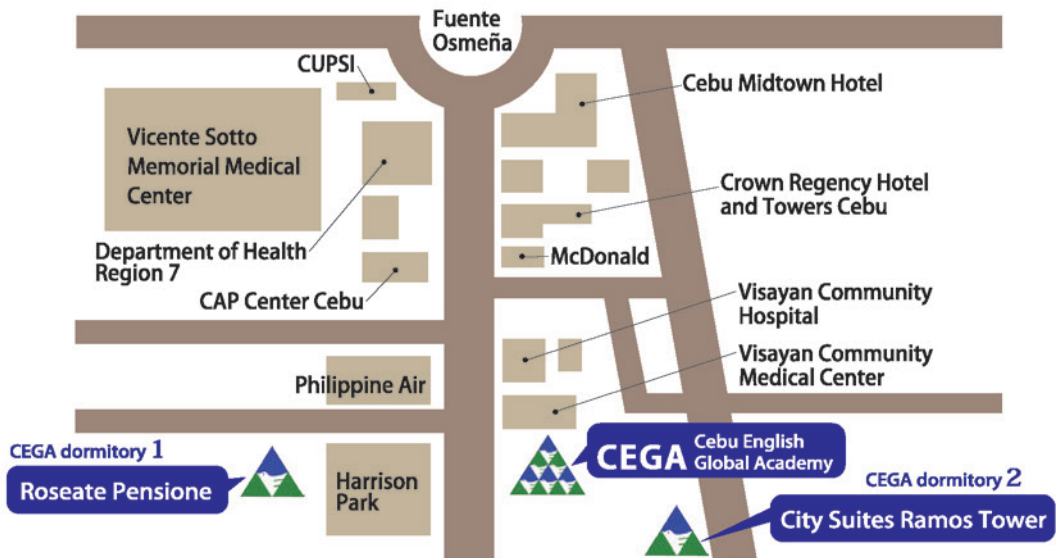 Fuente
Osmeña
CUPSI
Cebu Midtown Hotel
Vicente Sotto
Memorial Medical
Center
Crown Regency Hotel
and Towers Cebu
Department of Health
Region 7
McDonald
CAP Center Cebu
Visayan Community
Hospital
Visayan Community
Medical Center
Philippine Air
CEGA dormitory 1
Roseate Pensione
Harrison
Park
CEGA Cebu English
Global Academy
CEGA dormitory 2
City Suites Ramos Tower